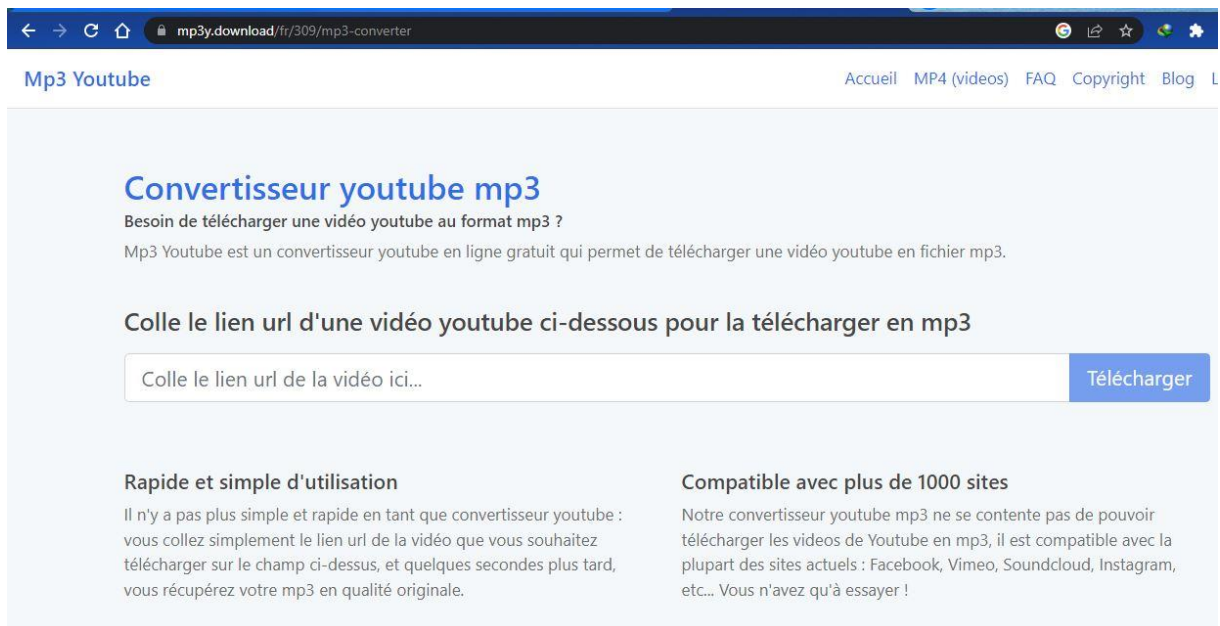 mp3y.download/fr/309/mp3-converter
Mp3 Youtube
Accueil MP4 (videos) FAQ Copyright Blog L
Convertisseur youtube mp3
Besoin de télécharger une vidéo youtube au format mp3 ?
Mp3 Youtube est un convertisseur youtube en ligne gratuit qui permet de télécharger une vidéo youtube en fichier mp3.
Colle le lien url d'une vidéo youtube ci-dessous pour la télécharger en mp3
Colle le lien url de la vidéo ici...
Télécharger
Rapide et simple d'utilisation
Il n'y a pas plus simple et rapide en tant que convertisseur youtube :
vous collez simplement le lien url de la vidéo que vous souhaitez
télécharger sur le champ ci-dessus, et quelques secondes plus tard,
vous récupérez votre mp3 en qualité originale.
Compatible avec plus de 1000 sites
Notre convertisseur youtube mp3 ne se contente pas de pouvoir
télécharger les videos de Youtube en mp3, il est compatible avec la
plupart des sites actuels : Facebook, Vimeo, Soundcloud, Instagram,
etc... Vous n'avez qu'à essayer !